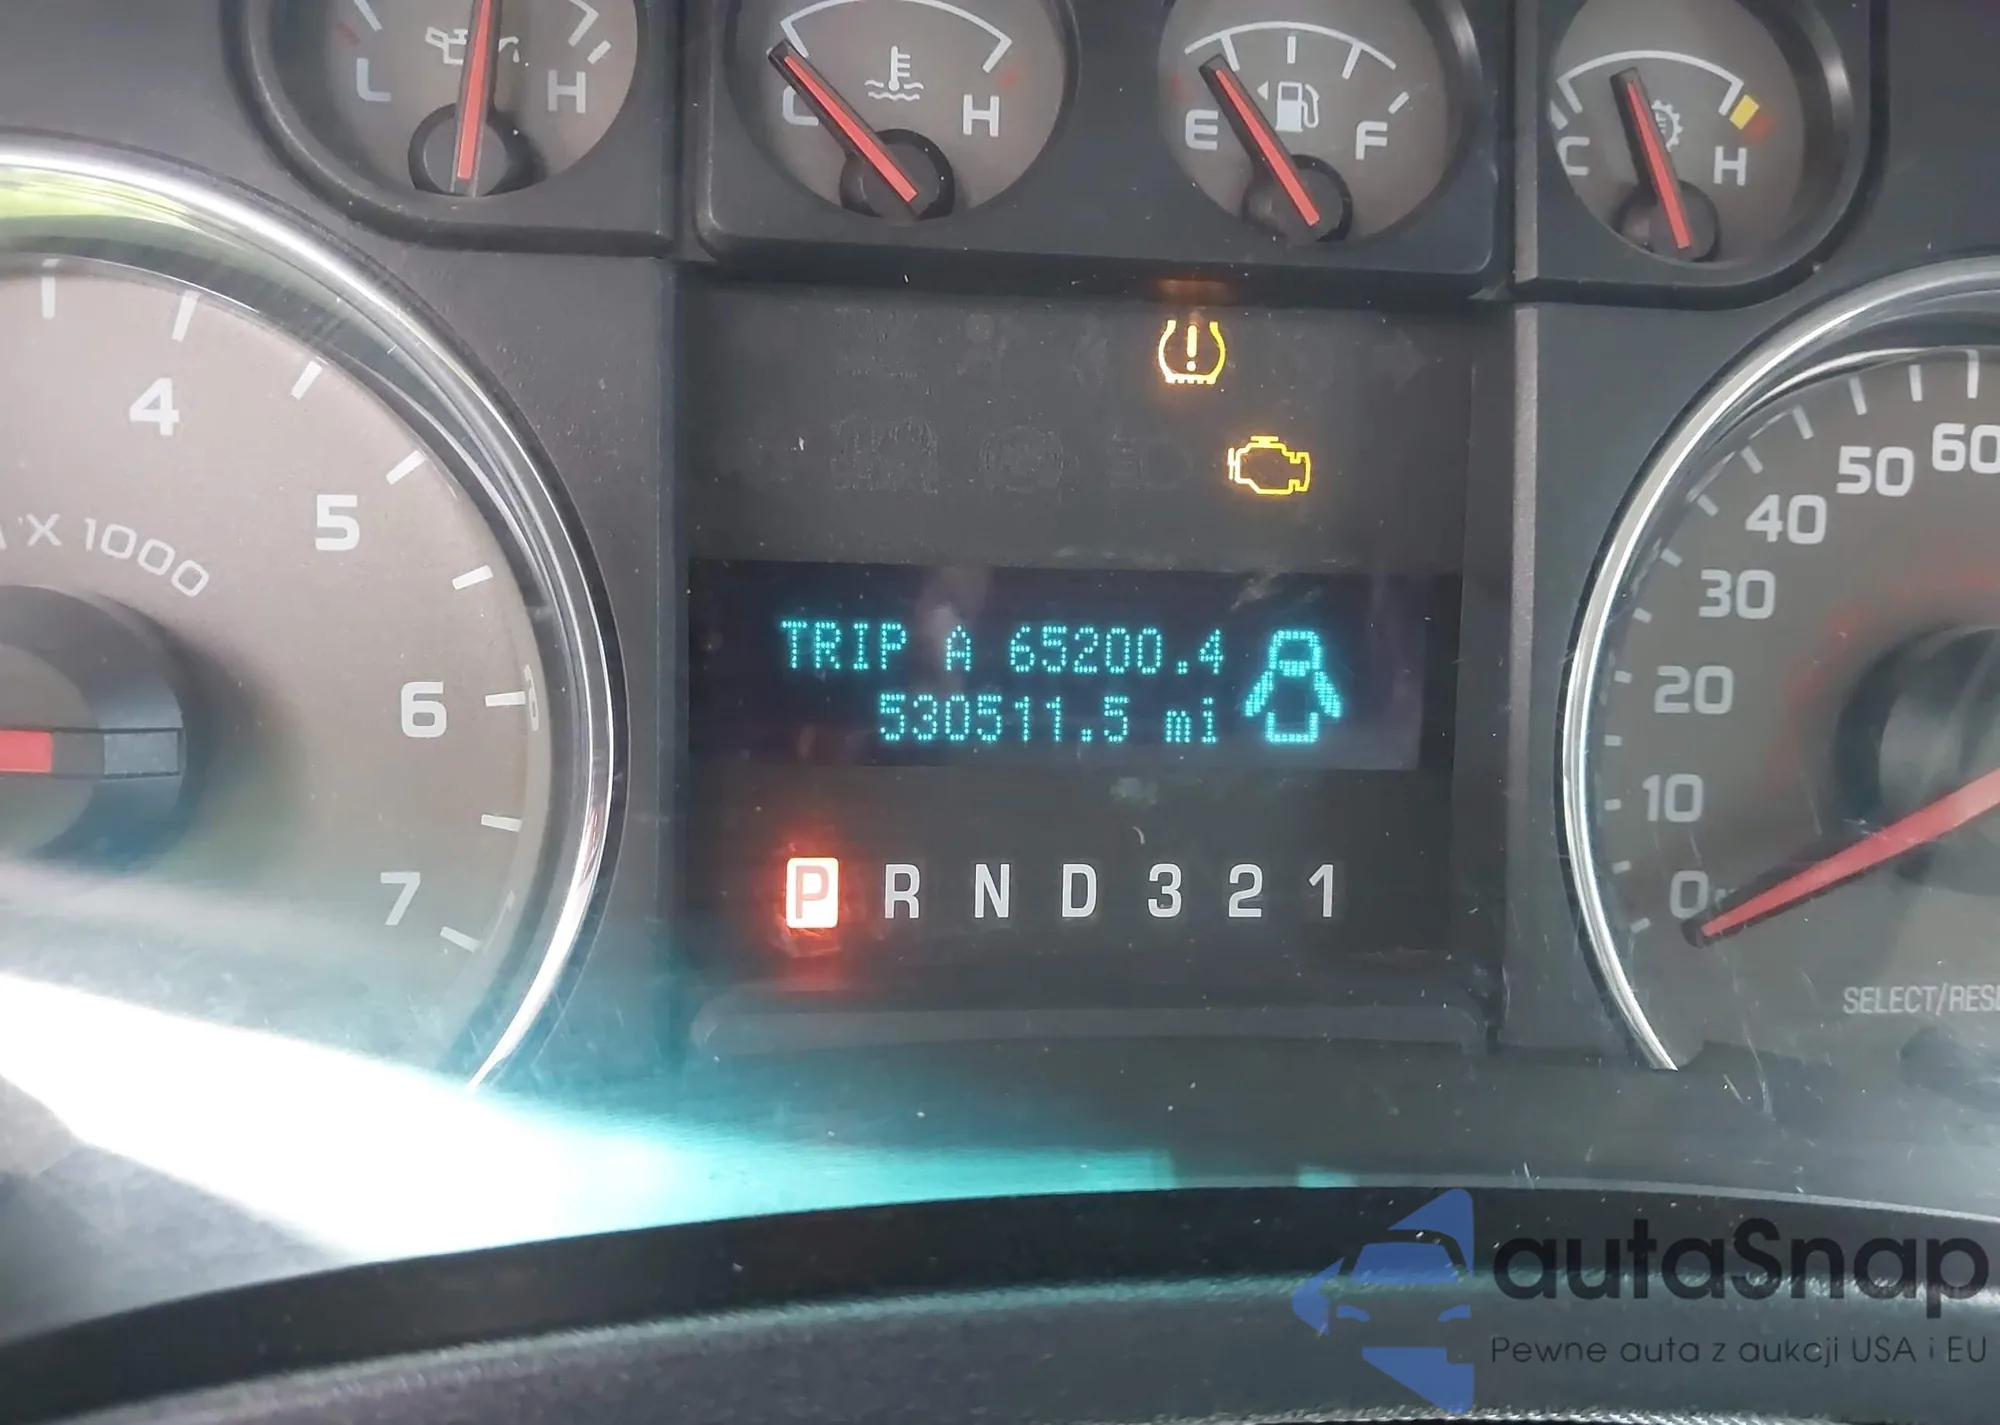 L H
C H
E F
C H
4
5
6
7
X 1000
TRIP A 65200.4
530511.5 mi
P R N D 3 2 1
60
50
40
30
20
10
0
SELECT/RESE
autaSnap
Pewne auta z aukcji USA i EU